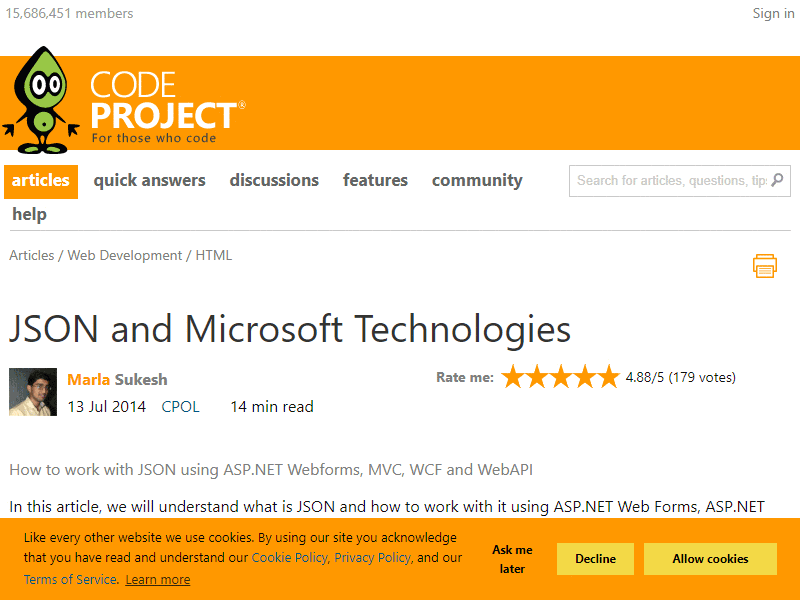 15,686,451 members
Sign in
CODE
PROJECT®
For those who code
articles quick answers discussions features community
Search for articles, questions, tips
help
Articles / Web Development / HTML
JSON and Microsoft Technologies
Marla Sukesh
Rate me: 4.88/5 (179 votes)
13 Jul 2014 CPOL 14 min read
How to work with JSON using ASP.NET Webforms, MVC, WCF and WebAPI
In this article, we will understand what is JSON and how to work with it using ASP.NET Web Forms, ASP.NET
Like every other website we use cookies. By using our site you acknowledge
that you have read and understand our Cookie Policy, Privacy Policy, and our
Terms of Service. Learn more
Ask me
later
Decline
Allow cookies